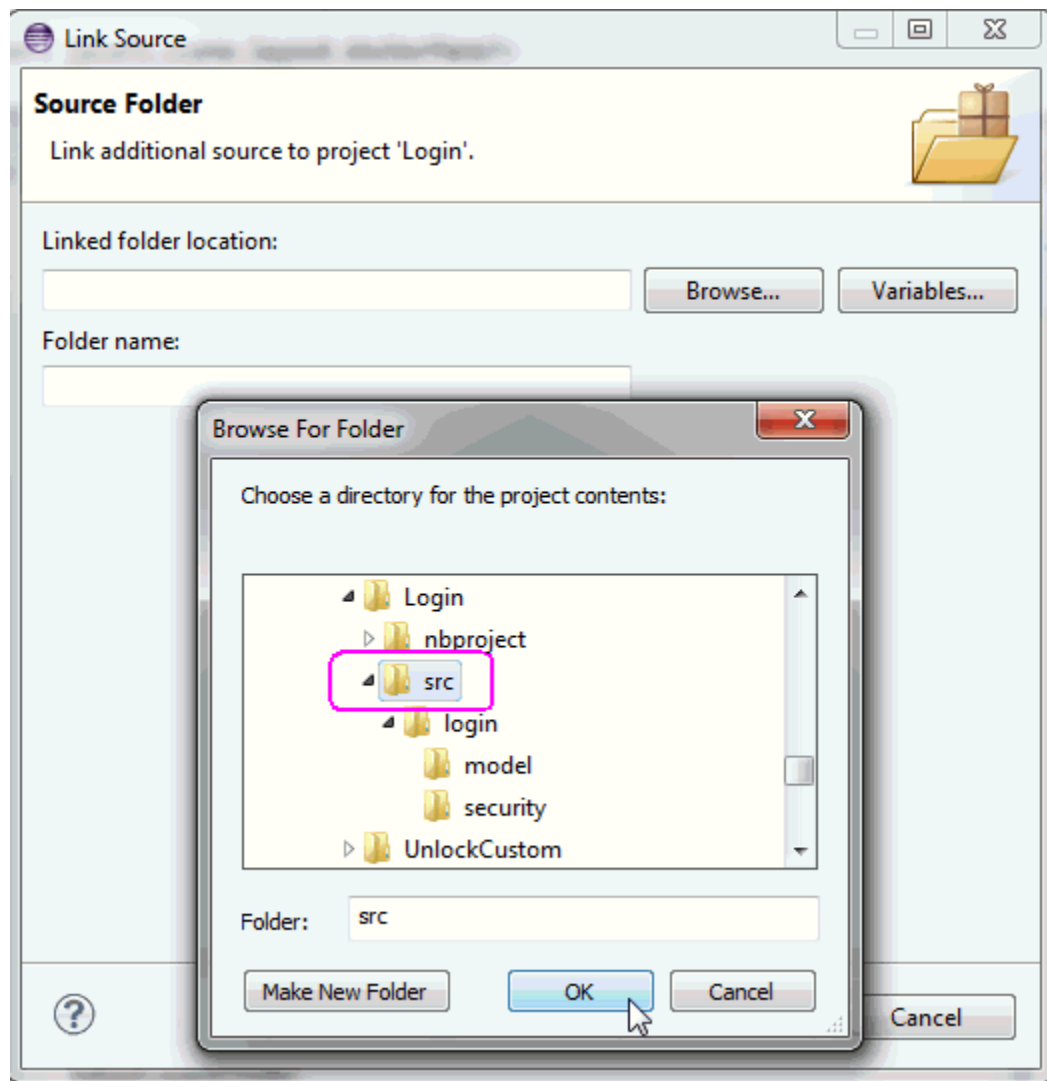 Link Source
Source Folder
Link additional source to project 'Login'.
Linked folder location:
Browse... Variables...
Folder name:
Browse For Folder
Choose a directory for the project contents:
Login
nbproject
src
login
model
security
UnlockCustom
Folder: src
Make New Folder OK Cancel
Cancel